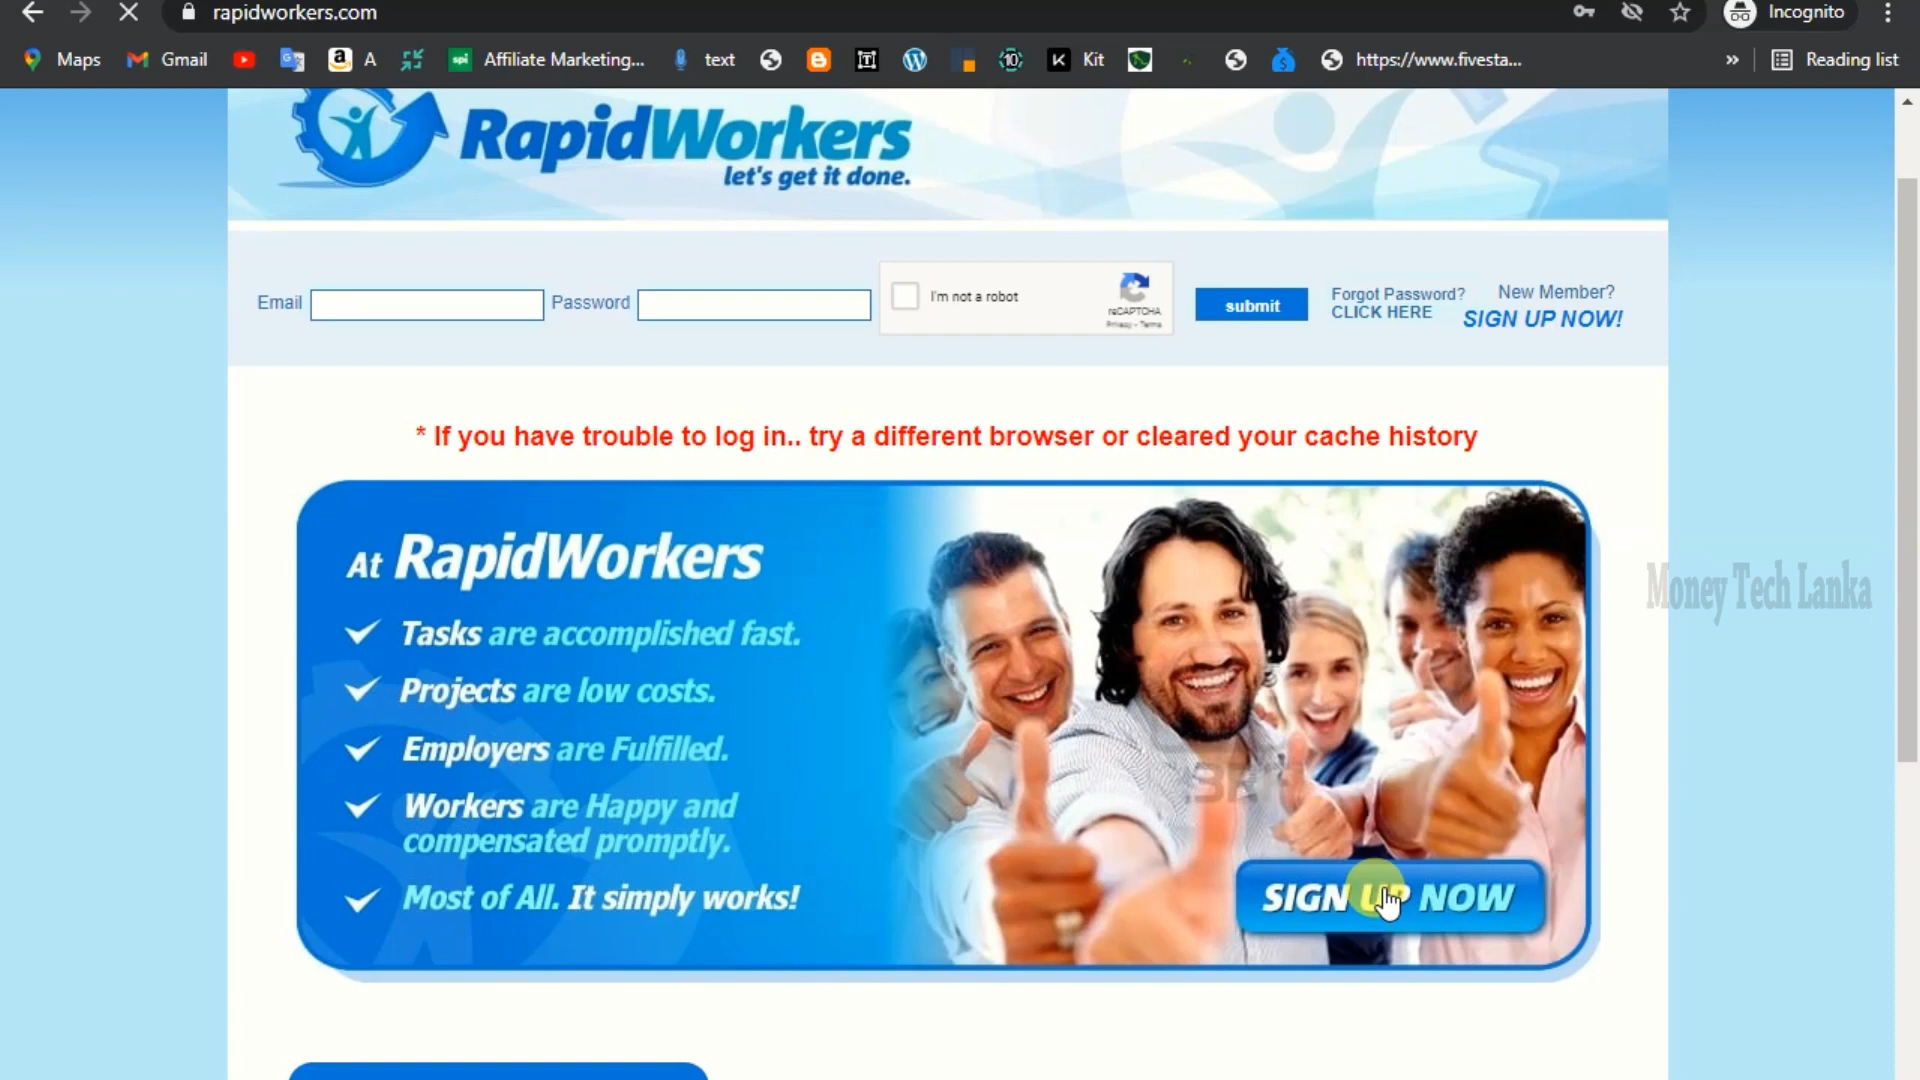 rapidworkers.com
Incognito
Maps
Gmail
A
spi
Affiliate Marketing...
text
10
K
Kit
https://www.fivesta...
»
Reading list
RapidWorkers
let's get it done.
Email
Password
I'm not a robot
reCAPTCHA
Privacy - Terms
submit
Forgot Password?
CLICK HERE
New Member?
SIGN UP NOW!
* If you have trouble to log in.. try a different browser or cleared your cache history
At RapidWorkers
Tasks are accomplished fast.
Projects are low costs.
Employers are Fulfilled.
Workers are Happy and
compensated promptly.
Most of All. It simply works!
SIGN UP NOW
Money Tech Lanka